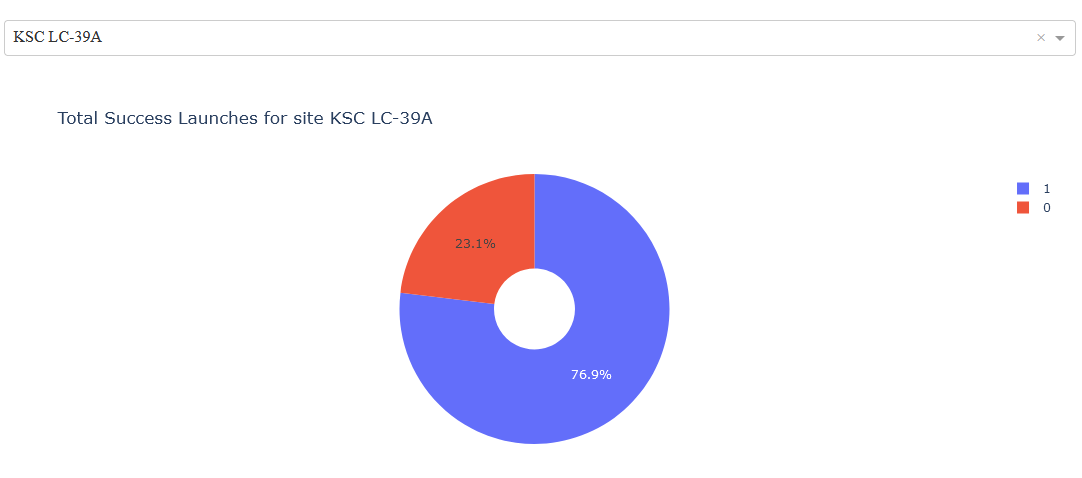 KSC LC-39A
Total Success Launches for site KSC LC-39A
1
0
23.1%
76.9%